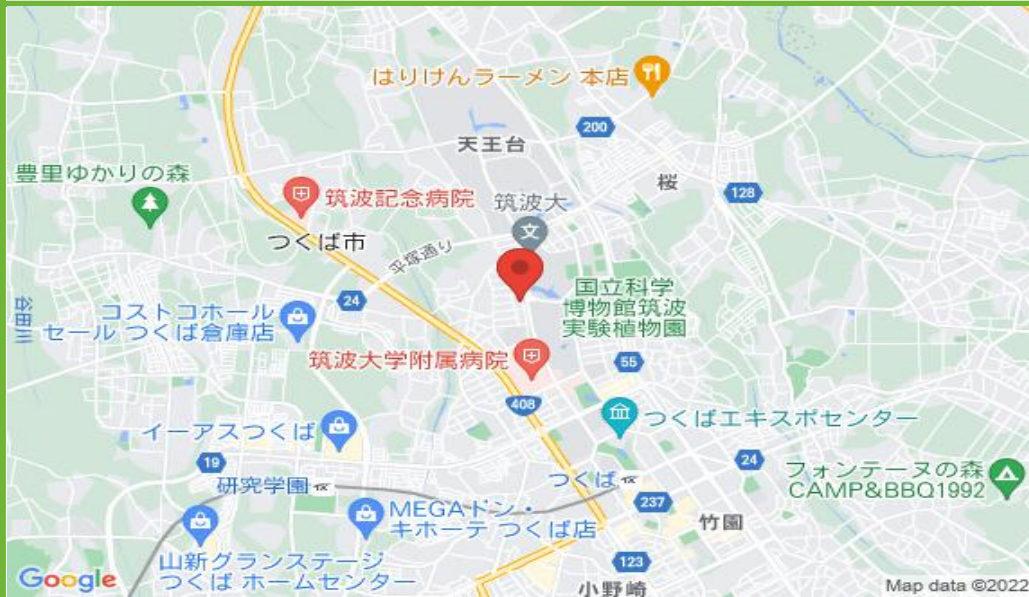 はりけんラーメン 本店
200
天王台
豊里ゆかりの森
桜
128
筑波記念病院
筑波大
つくば市
平塚通り
24
谷田川
国立科学
博物館筑波
実験植物園
コストコホール
セール つくば倉庫店
筑波大学附属病院
55
408
つくばエキスポセンター
イーアスつくば
19
24
研究学園
つくば
フォンテーヌの森
CAMP&BBQ1992
237
MEGAドン・
キホーテ つくば店
竹園
山新グランステージ
つくば ホームセンター
123
小野崎
Google
Map data ©2022